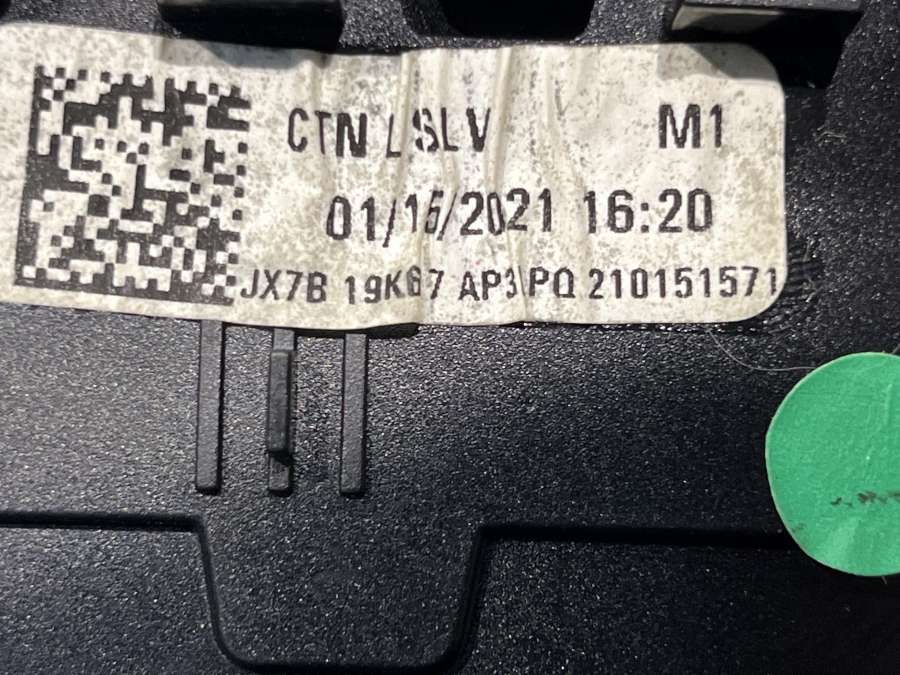 CTN LSLV M1
01/15/2021 16:20
JX7B 19K67 AP3 PQ 210151571